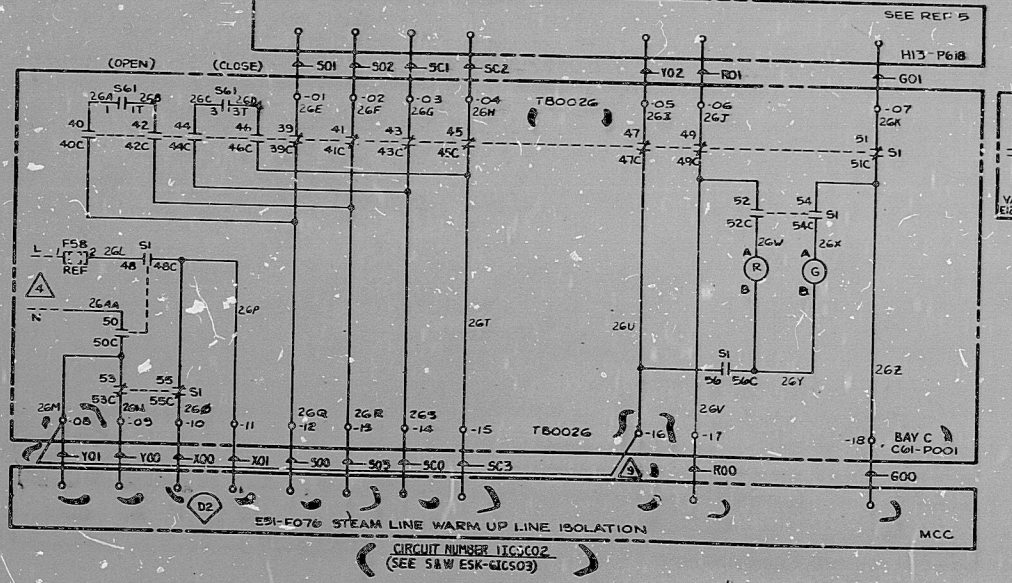 SEE REF 5
H13-P618
(OPEN) (CLOSE) S01 S02 SC1 SC2 Y02 R01 G01
S61 S61
26A 26B 26C 26D
1 1T 3 3T
-01 -02 -03 -04 TB0026 -05 -06 -07
26E 26F 26G 26H 26I 26J 26K
40 42 44 46 39 41 43 45 47 49 51
S1
40C 42C 44C 46C 39C 41C 43C 45C 47C 49C 51C
52 54
S1
52C 54C
26W 26X
L 1 F58 2 26L S1
REF 48 48C
A A
R G
B B
4
26AA
N
50
50C
26P
26T
26U
S1
56 56C 26Y
26Z
53 55
S1
53C 55C
26M 26N 26Ø 26Q 26R 26S 26V
-08 -09 -10 -11 -12 -13 -14 -15 TB0026 -16 -17 -18
BAY C
C61-P001
9
Y01 Y00 X00 X01 S00 S03 SC0 SC3 R00 G00
D2
E51-F076 STEAM LINE WARM UP LINE ISOLATION
MCC
CIRCUIT NUMBER 1ICSC02
(SEE S&W ESK-6ICS03)